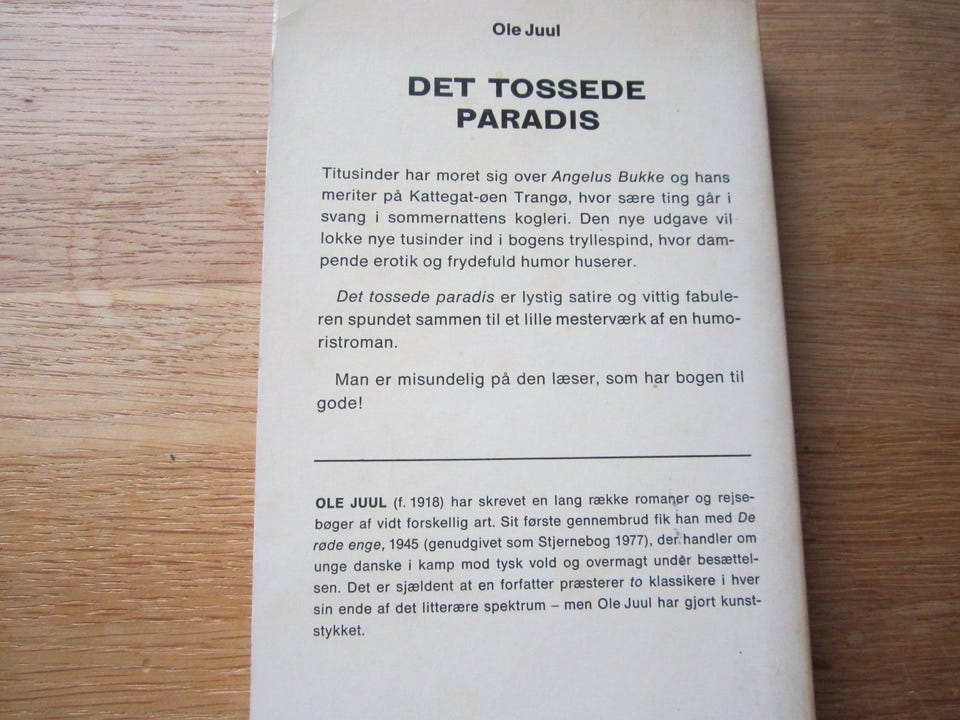 Ole Juul
DET TOSSEDE
PARADIS
Titusinder har moret sig over Angelus Bukke og hans
meriter på Kattegat-øen Trangø, hvor sære ting går i
svang i sommernattens kogleri. Den nye udgave vil
lokke nye tusinder ind i bogens tryllespind, hvor dam-
pende erotik og frydefuld humor huserer.
Det tossede paradis er lystig satire og vittig fabule-
ren spundet sammen til et lille mesterværk af en humo-
ristroman.
Man er misundelig på den læser, som har bogen til
gode!
OLE JUUL (f. 1918) har skrevet en lang række romaner og rejse-
bøger af vidt forskellig art. Sit første gennembrud fik han med De
røde enge, 1945 (genudgivet som Stjernebog 1977), der handler om
unge danske i kamp mod tysk vold og overmagt under besættel-
sen. Det er sjældent at en forfatter præsterer to klassikere i hver
sin ende af det litterære spektrum – men Ole Juul har gjort kunst-
stykket.